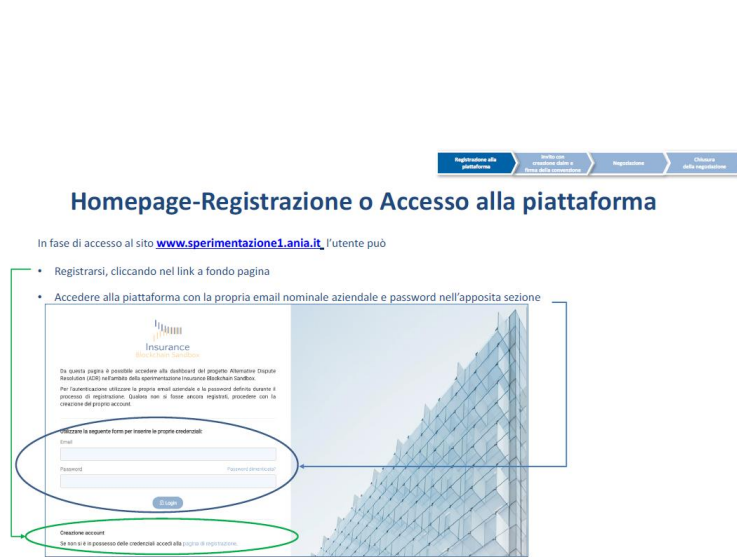 Registrazione alla
piattaforma
Invito con
creazione claim e
firma della convenzione
Negoziazione
Chiusura
della negoziazione
Homepage-Registrazione o Accesso alla piattaforma
In fase di accesso al sito www.sperimentazione1.ania.it l'utente può
• Registrarsi, cliccando nel link a fondo pagina
• Accedere alla piattaforma con la propria email nominale aziendale e password nell'apposita sezione
Insurance
Blockchain Sandbox
Da questa pagina è possibile accedere alla dashboard del progetto Alternative Dispute
Resolution (ADR) nell'ambito della sperimentazione Insurance Blockchain Sandbox.
Per l'autenticazione utilizzare la propria email aziendale e la password definita durante il
processo di registrazione. Qualora non si fosse ancora registrati, procedere con la
creazione del proprio account.
Utilizzare la seguente form per inserire le proprie credenziali:
Email
Password
Password dimenticata?
Login
Creazione account
Se non si è in possesso delle credenziali accedi alla pagina di registrazione.